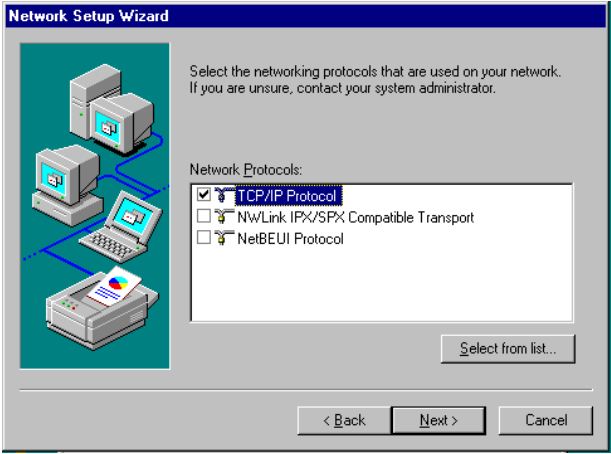 Network Setup Wizard
Select the networking protocols that are used on your network.
If you are unsure, contact your system administrator.
Network Protocols:
TCP/IP Protocol
NWLink IPX/SPX Compatible Transport
NetBEUI Protocol
Select from list...
< Back
Next >
Cancel